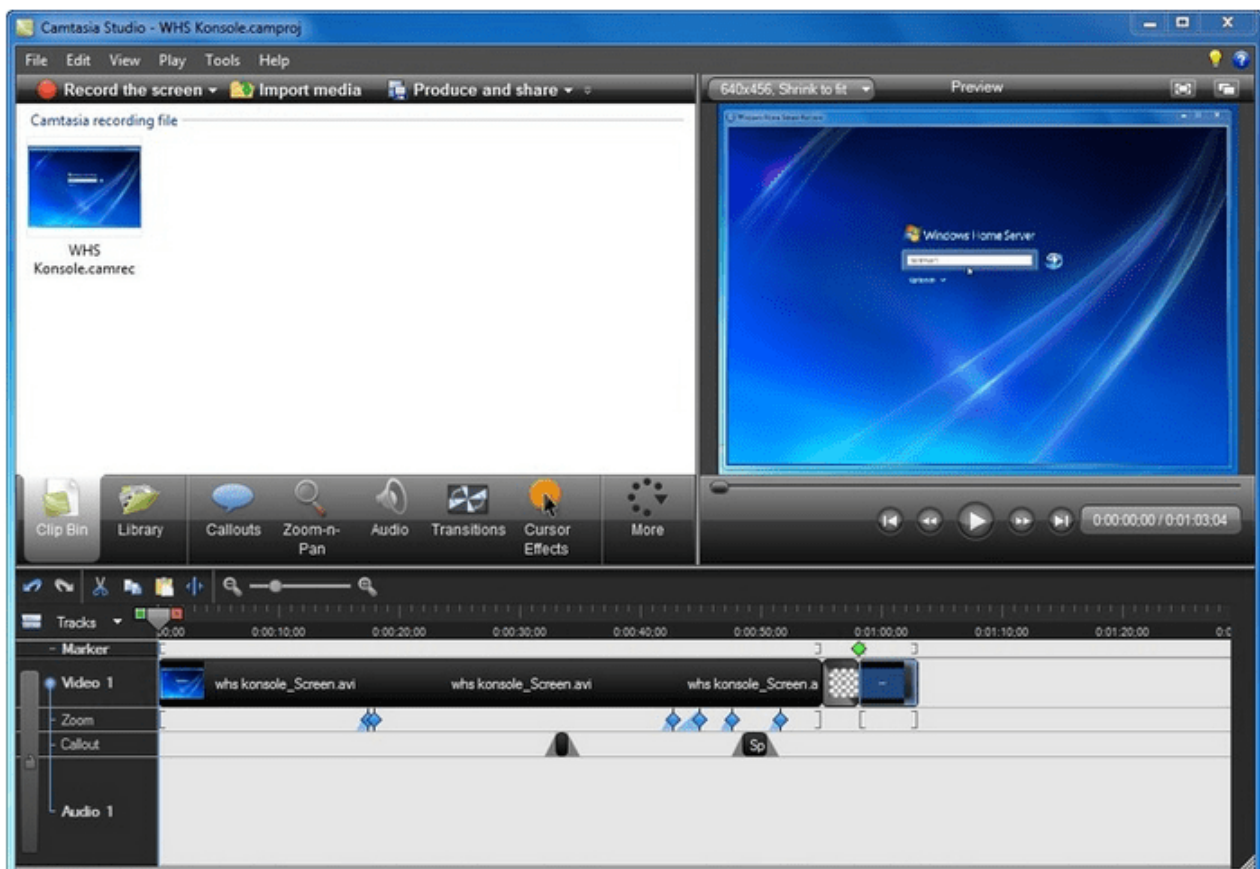 Camtasia Studio - WHS Konsole.camproj
File Edit View Play Tools Help
Record the screen Import media Produce and share
640x456, Shrink to fit Preview
Camtasia recording file
Windows Home Server
WHS
Konsole.camrec
Clip Bin Library Callouts Zoom-n-
Pan Audio Transitions Cursor
Effects More
0:00:00;00 / 0:01:03;04
Tracks
0:00:10;00 0:00:20;00 0:00:30;00 0:00:40;00 0:00:50;00 0:01:00;00 0:01:10;00 0:01:20;00
Marker
Video 1 whs konsole_Screen.avi whs konsole_Screen.avi whs konsole_Screen.a
Zoom
Callout Sp
Audio 1